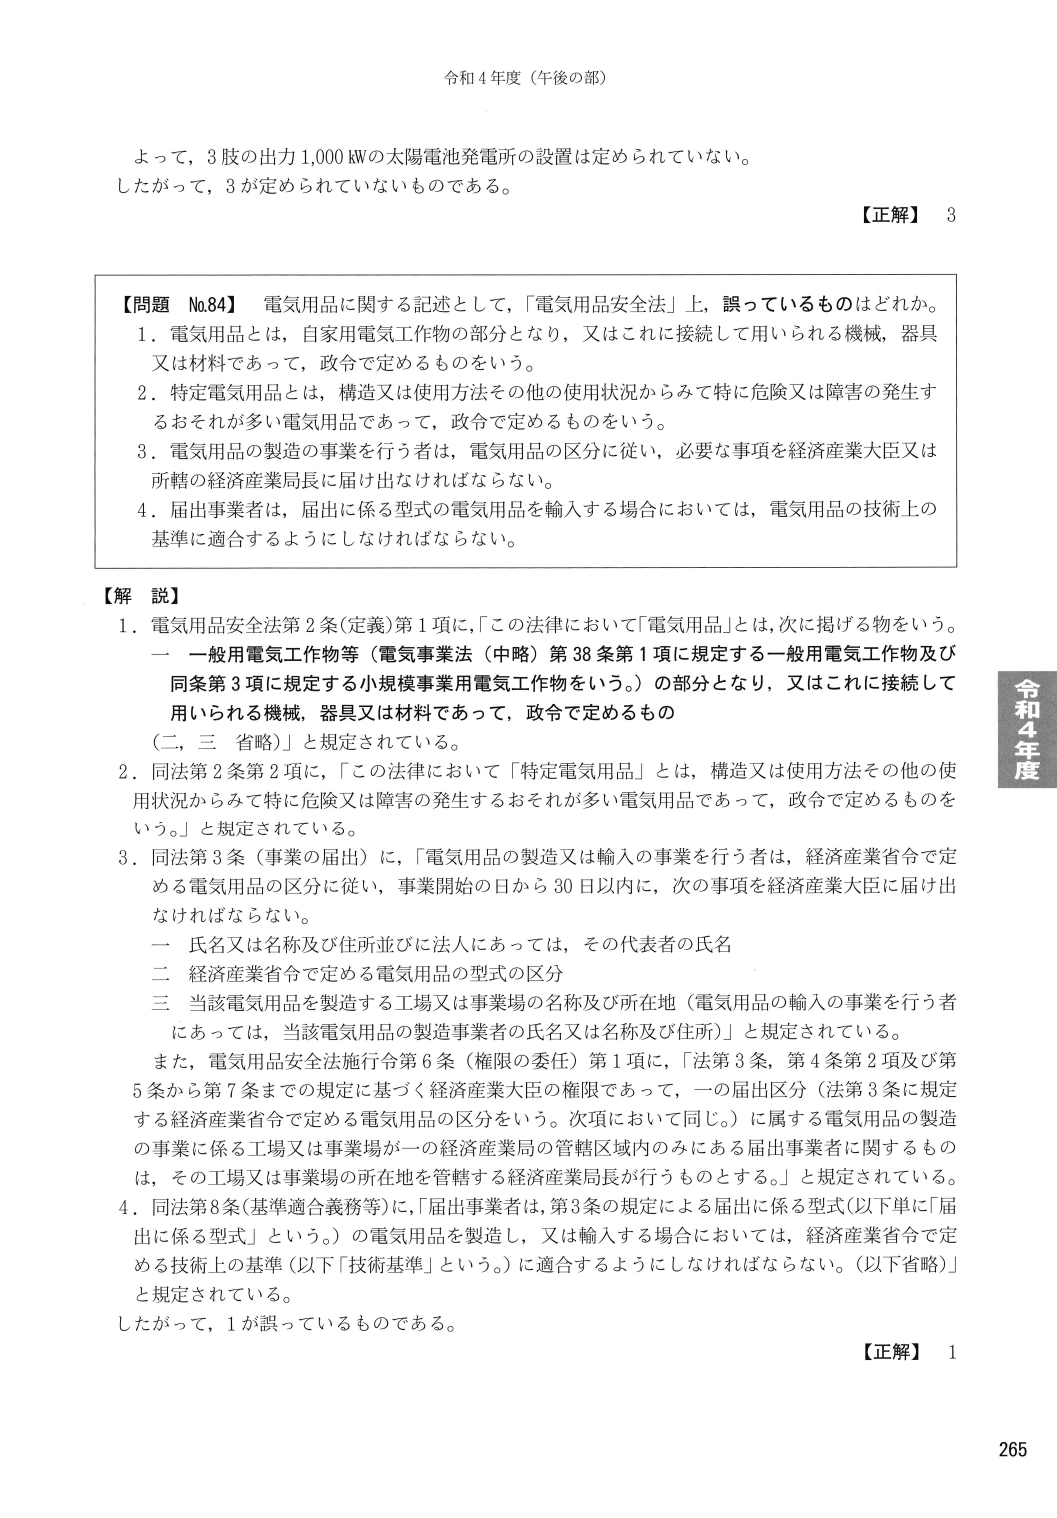 令和4年度（午後の部）
よって，3肢の出力1,000kWの太陽電池発電所の設置は定められていない。
したがって，3が定められていないものである。
【正解】 3
【問題 №84】 電気用品に関する記述として，「電気用品安全法」上，誤っているものはどれか。
1．電気用品とは，自家用電気工作物の部分となり，又はこれに接続して用いられる機械，器具
又は材料であって，政令で定めるものをいう。
2．特定電気用品とは，構造又は使用方法その他の使用状況からみて特に危険又は障害の発生す
るおそれが多い電気用品であって，政令で定めるものをいう。
3．電気用品の製造の事業を行う者は，電気用品の区分に従い，必要な事項を経済産業大臣又は
所轄の経済産業局長に届け出なければならない。
4．届出事業者は，届出に係る型式の電気用品を輸入する場合においては，電気用品の技術上の
基準に適合するようにしなければならない。
【解 説】
1．電気用品安全法第2条（定義）第1項に，「この法律において「電気用品」とは，次に掲げる物をいう。
一 一般用電気工作物等（電気事業法（中略）第38条第1項に規定する一般用電気工作物及び
同条第3項に規定する小規模事業用電気工作物をいう。）の部分となり，又はこれに接続して
用いられる機械，器具又は材料であって，政令で定めるもの
（二，三 省略）」と規定されている。
2．同法第2条第2項に，「この法律において「特定電気用品」とは，構造又は使用方法その他の使
用状況からみて特に危険又は障害の発生するおそれが多い電気用品であって，政令で定めるものを
いう。」と規定されている。
3．同法第3条（事業の届出）に，「電気用品の製造又は輸入の事業を行う者は，経済産業省令で定
める電気用品の区分に従い，事業開始の日から30日以内に，次の事項を経済産業大臣に届け出
なければならない。
一 氏名又は名称及び住所並びに法人にあっては，その代表者の氏名
二 経済産業省令で定める電気用品の型式の区分
三 当該電気用品を製造する工場又は事業場の名称及び所在地（電気用品の輸入の事業を行う者
にあっては，当該電気用品の製造事業者の氏名又は名称及び住所）」と規定されている。
また，電気用品安全法施行令第6条（権限の委任）第1項に，「法第3条，第4条第2項及び第
5条から第7条までの規定に基づく経済産業大臣の権限であって，一の届出区分（法第3条に規定
する経済産業省令で定める電気用品の区分をいう。次項において同じ。）に属する電気用品の製造
の事業に係る工場又は事業場が一の経済産業局の管轄区域内のみにある届出事業者に関するもの
は，その工場又は事業場の所在地を管轄する経済産業局長が行うものとする。」と規定されている。
4．同法第8条（基準適合義務等）に，「届出事業者は，第3条の規定による届出に係る型式（以下単に「届
出に係る型式」という。）の電気用品を製造し，又は輸入する場合においては，経済産業省令で定
める技術上の基準（以下「技術基準」という。）に適合するようにしなければならない。（以下省略）」
と規定されている。
したがって，1が誤っているものである。
【正解】 1
令和4年度
265